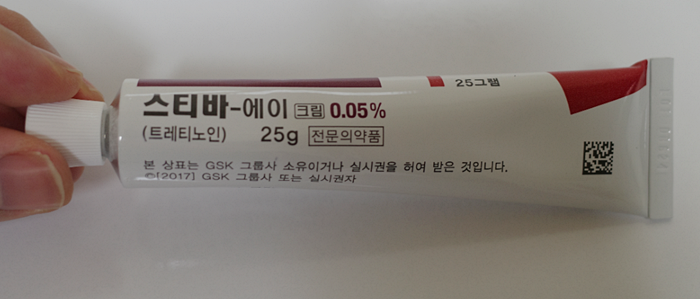 25그램
스티바-에이 크림 0.05%
(트레티노인) 25g 전문의약품
본 상표는 GSK 그룹사 소유이거나 실시권을 허여 받은 것입니다.
©[2017] GSK 그룹사 또는 실시권자